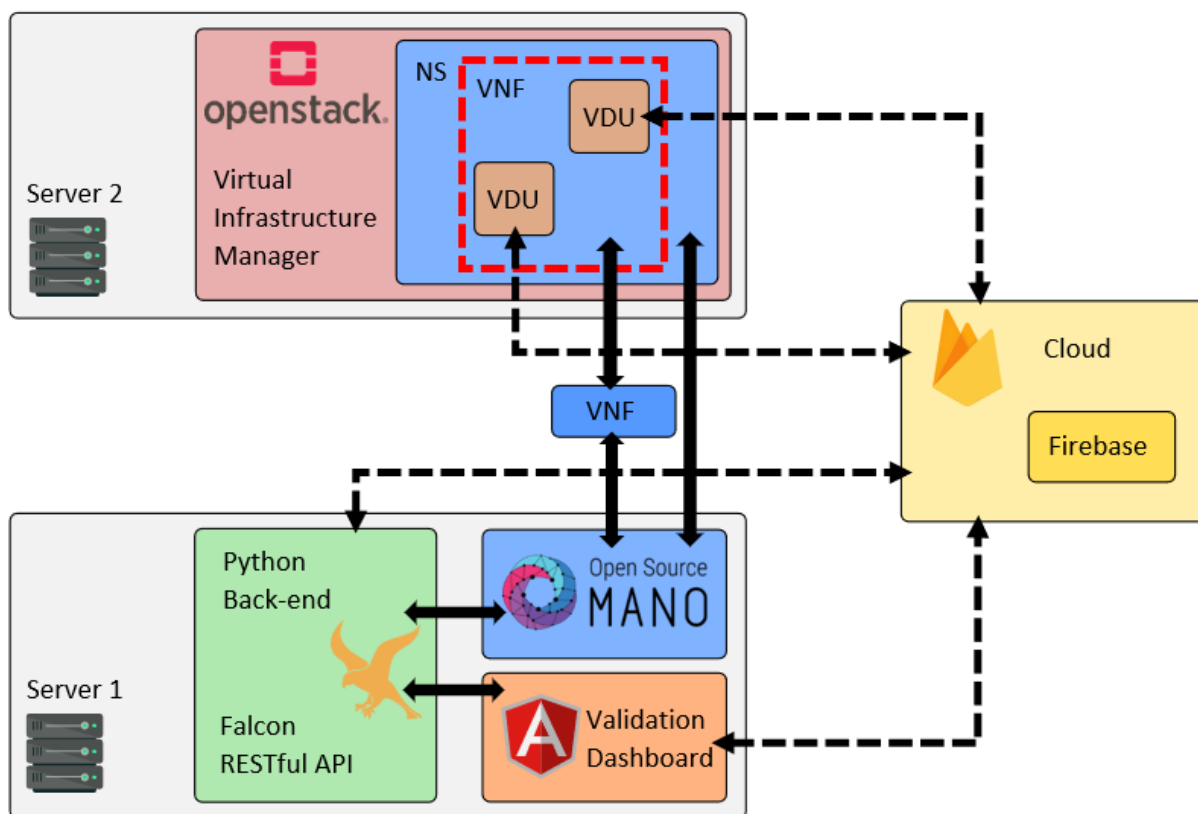 openstack.
Virtual
Infrastructure
Manager
NS
VNF
VDU
VDU
Server 2
Cloud
Firebase
VNF
Python
Back-end
Falcon
RESTful API
Open Source
MANO
Validation
Dashboard
A
Server 1